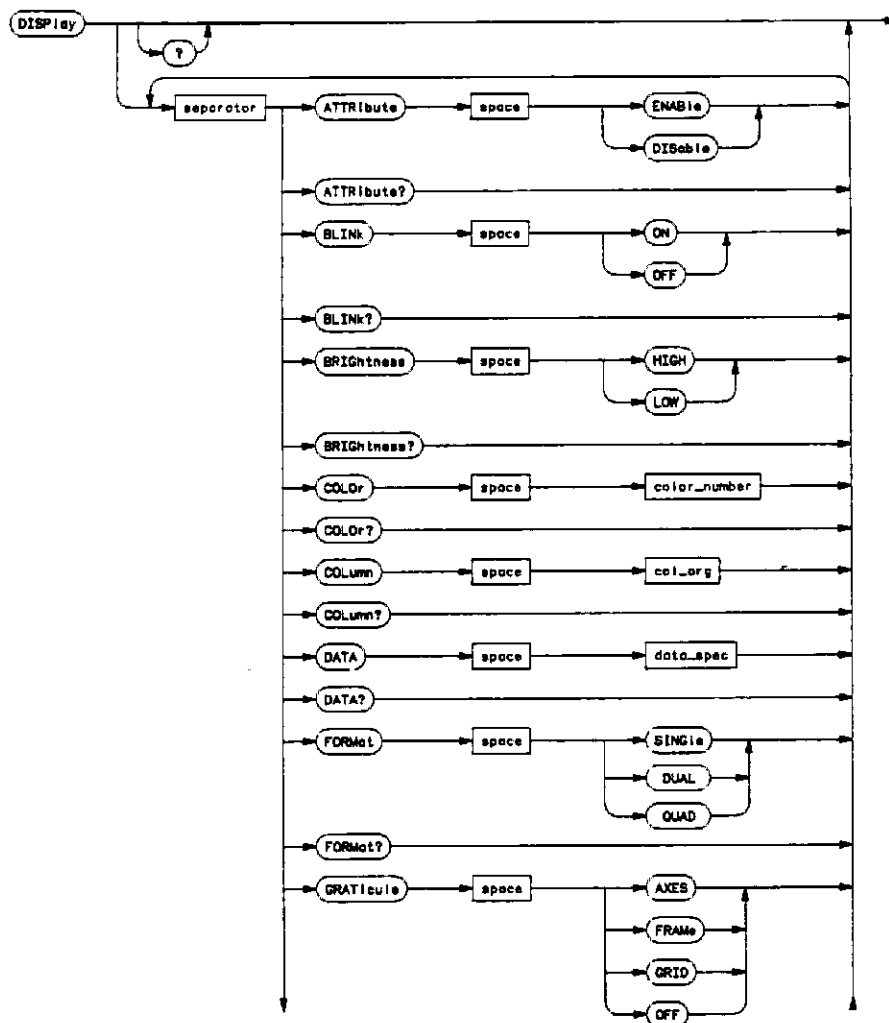 DISPlay
?
separator ATTRibute space ENABle
DISable
ATTRibute?
BLINk space ON
OFF
BLINk?
BRIGhtness space HIGH
LOW
BRIGhtness?
COLOr space color_number
COLOr?
COLumn space col_arg
COLumn?
DATA space data_spec
DATA?
FORMat space SINGle
DUAL
QUAD
FORMat?
GRATicule space AXES
FRAMe
GRID
OFF